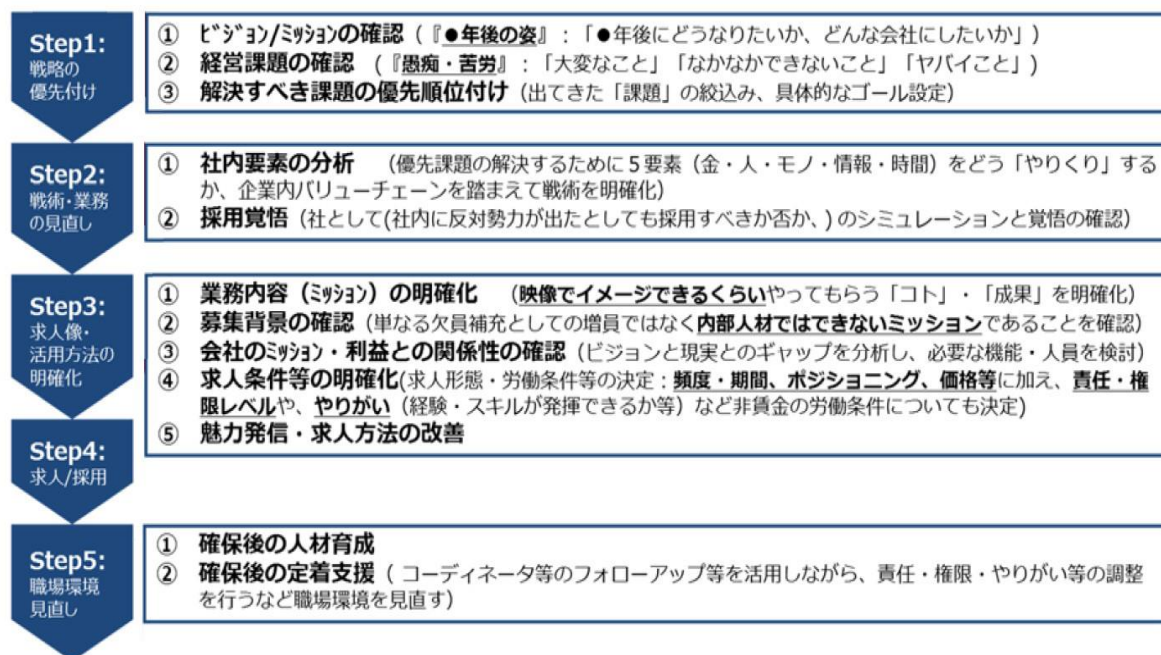 Step1:
戦略の
優先付け
① ﾋﾞｼﾞｮﾝ/ﾐｯｼｮﾝの確認（『●年後の姿』：「●年後にどうなりたいか、どんな会社にしたいか」）
② 経営課題の確認（『愚痴・苦労』：「大変なこと」「なかなかできないこと」「ヤバイこと」）
③ 解決すべき課題の優先順位付け（出てきた「課題」の絞込み、具体的なゴール設定）
Step2:
戦術・業務
の見直し
① 社内要素の分析　（優先課題の解決するために５要素（金・人・モノ・情報・時間）をどう「やりくり」する
か、企業内バリューチェーンを踏まえて戦術を明確化）
② 採用覚悟（社として(社内に反対勢力が出たとしても採用すべきか否か、) のシミュレーションと覚悟の確認）
Step3:
求人像・
活用方法の
明確化
① 業務内容（ﾐｯｼｮﾝ）の明確化　（映像でイメージできるくらいやってもらう「コト」・「成果」を明確化）
② 募集背景の確認（単なる欠員補充としての増員ではなく内部人材ではできないミッションであることを確認）
③ 会社のﾐｯｼｮﾝ・利益との関係性の確認（ビジョンと現実とのギャップを分析し、必要な機能・人員を検討）
④ 求人条件等の明確化(求人形態・労働条件等の決定：頻度・期間、ポジショニング、価格等に加え、責任・権
限レベルや、やりがい（経験・スキルが発揮できるか等）など非賃金の労働条件についても決定)
⑤ 魅力発信・求人方法の改善
Step4:
求人/採用
Step5:
職場環境
見直し
① 確保後の人材育成
② 確保後の定着支援（ コーディネータ等のフォローアップ等を活用しながら、責任・権限・やりがい等の調整
を行うなど職場環境を見直す）